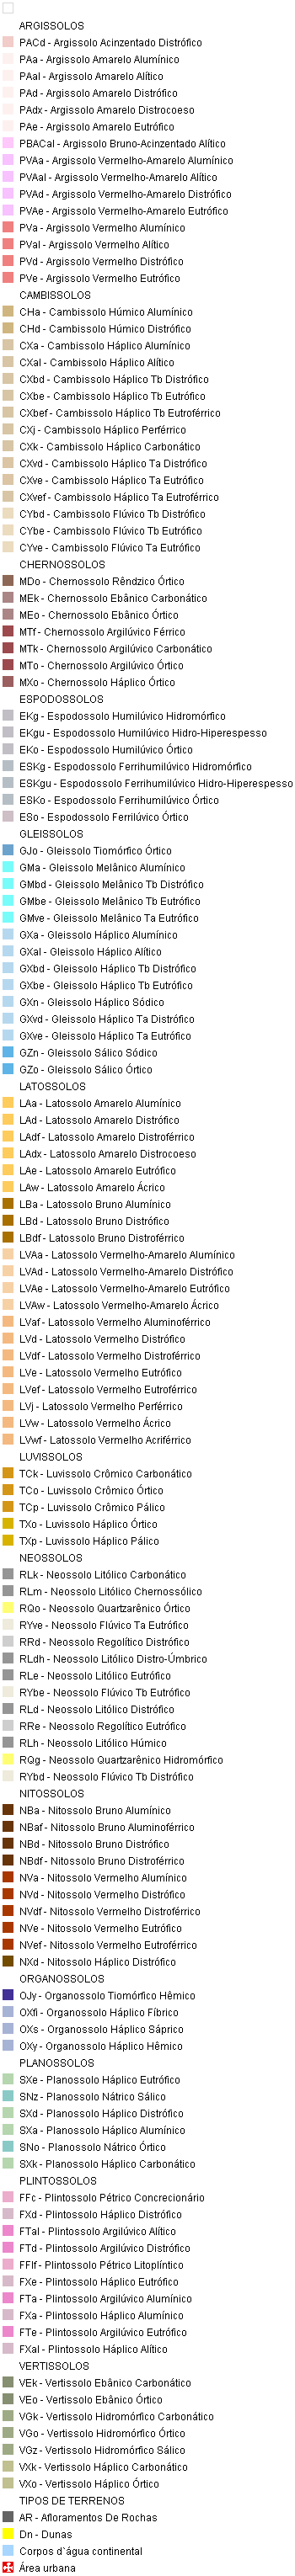 ARGISSOLOS
PACd - Argissolo Acinzentado Distrófico
PAa - Argissolo Amarelo Alumínico
PAal - Argissolo Amarelo Alítico
PAd - Argissolo Amarelo Distrófico
PAdx - Argissolo Amarelo Distrocoeso
PAe - Argissolo Amarelo Eutrófico
PBACal - Argissolo Bruno-Acinzentado Alítico
PVAa - Argissolo Vermelho-Amarelo Alumínico
PVAal - Argissolo Vermelho-Amarelo Alítico
PVAd - Argissolo Vermelho-Amarelo Distrófico
PVAe - Argissolo Vermelho-Amarelo Eutrófico
PVa - Argissolo Vermelho Alumínico
PVal - Argissolo Vermelho Alítico
PVd - Argissolo Vermelho Distrófico
PVe - Argissolo Vermelho Eutrófico
CAMBISSOLOS
CHa - Cambissolo Húmico Alumínico
CHd - Cambissolo Húmico Distrófico
CXa - Cambissolo Háplico Alumínico
CXal - Cambissolo Háplico Alítico
CXbd - Cambissolo Háplico Tb Distrófico
CXbe - Cambissolo Háplico Tb Eutrófico
CXbef - Cambissolo Háplico Tb Eutroférrico
CXj - Cambissolo Háplico Perférrico
CXk - Cambissolo Háplico Carbonático
CXvd - Cambissolo Háplico Ta Distrófico
CXve - Cambissolo Háplico Ta Eutrófico
CXvef - Cambissolo Háplico Ta Eutroférrico
CYbd - Cambissolo Flúvico Tb Distrófico
CYbe - Cambissolo Flúvico Tb Eutrófico
CYve - Cambissolo Flúvico Ta Eutrófico
CHERNOSSOLOS
MDo - Chernossolo Rêndzico Órtico
MEk - Chernossolo Ebânico Carbonático
MEo - Chernossolo Ebânico Órtico
MTf - Chernossolo Argilúvico Férrico
MTk - Chernossolo Argilúvico Carbonático
MTo - Chernossolo Argilúvico Órtico
MXo - Chernossolo Háplico Órtico
ESPODOSSOLOS
EKg - Espodossolo Humilúvico Hidromórfico
EKgu - Espodossolo Humilúvico Hidro-Hiperespesso
EKo - Espodossolo Humilúvico Órtico
ESKg - Espodossolo Ferrihumilúvico Hidromórfico
ESKgu - Espodossolo Ferrihumilúvico Hidro-Hiperespesso
ESKo - Espodossolo Ferrihumilúvico Órtico
ESo - Espodossolo Ferrilúvico Órtico
GLEISSOLOS
GJo - Gleissolo Tiomórfico Órtico
GMa - Gleissolo Melânico Alumínico
GMbd - Gleissolo Melânico Tb Distrófico
GMbe - Gleissolo Melânico Tb Eutrófico
GMve - Gleissolo Melânico Ta Eutrófico
GXa - Gleissolo Háplico Alumínico
GXal - Gleissolo Háplico Alítico
GXbd - Gleissolo Háplico Tb Distrófico
GXbe - Gleissolo Háplico Tb Eutrófico
GXn - Gleissolo Háplico Sódico
GXvd - Gleissolo Háplico Ta Distrófico
GXve - Gleissolo Háplico Ta Eutrófico
GZn - Gleissolo Sálico Sódico
GZo - Gleissolo Sálico Órtico
LATOSSOLOS
LAa - Latossolo Amarelo Alumínico
LAd - Latossolo Amarelo Distrófico
LAdf - Latossolo Amarelo Distroférrico
LAdx - Latossolo Amarelo Distrocoeso
LAe - Latossolo Amarelo Eutrófico
LAw - Latossolo Amarelo Ácrico
LBa - Latossolo Bruno Alumínico
LBd - Latossolo Bruno Distrófico
LBdf - Latossolo Bruno Distroférrico
LVAa - Latossolo Vermelho-Amarelo Alumínico
LVAd - Latossolo Vermelho-Amarelo Distrófico
LVAe - Latossolo Vermelho-Amarelo Eutrófico
LVAw - Latossolo Vermelho-Amarelo Ácrico
LVaf - Latossolo Vermelho Aluminoférrico
LVd - Latossolo Vermelho Distrófico
LVdf - Latossolo Vermelho Distroférrico
LVe - Latossolo Vermelho Eutrófico
LVef - Latossolo Vermelho Eutroférrico
LVj - Latossolo Vermelho Perférrico
LVw - Latossolo Vermelho Ácrico
LVwf - Latossolo Vermelho Acriférrico
LUVISSOLOS
TCk - Luvissolo Crômico Carbonático
TCo - Luvissolo Crômico Órtico
TCp - Luvissolo Crômico Pálico
TXo - Luvissolo Háplico Órtico
TXp - Luvissolo Háplico Pálico
NEOSSOLOS
RLk - Neossolo Litólico Carbonático
RLm - Neossolo Litólico Chernossólico
RQo - Neossolo Quartzarênico Órtico
RYve - Neossolo Flúvico Ta Eutrófico
RRd - Neossolo Regolítico Distrófico
RLdh - Neossolo Litólico Distro-Úmbrico
RLe - Neossolo Litólico Eutrófico
RYbe - Neossolo Flúvico Tb Eutrófico
RLd - Neossolo Litólico Distrófico
RRe - Neossolo Regolítico Eutrófico
RLh - Neossolo Litólico Húmico
RQg - Neossolo Quartzarênico Hidromórfico
RYbd - Neossolo Flúvico Tb Distrófico
NITOSSOLOS
NBa - Nitossolo Bruno Alumínico
NBaf - Nitossolo Bruno Aluminoférrico
NBd - Nitossolo Bruno Distrófico
NBdf - Nitossolo Bruno Distroférrico
NVa - Nitossolo Vermelho Alumínico
NVd - Nitossolo Vermelho Distrófico
NVdf - Nitossolo Vermelho Distroférrico
NVe - Nitossolo Vermelho Eutrófico
NVef - Nitossolo Vermelho Eutroférrico
NXd - Nitossolo Háplico Distrófico
ORGANOSSOLOS
OJy - Organossolo Tiomórfico Hêmico
OXfi - Organossolo Háplico Fíbrico
OXs - Organossolo Háplico Sáprico
OXy - Organossolo Háplico Hêmico
PLANOSSOLOS
SXe - Planossolo Háplico Eutrófico
SNz - Planossolo Nátrico Sálico
SXd - Planossolo Háplico Distrófico
SXa - Planossolo Háplico Alumínico
SNo - Planossolo Nátrico Órtico
SXk - Planossolo Háplico Carbonático
PLINTOSSOLOS
FFc - Plintossolo Pétrico Concrecionário
FXd - Plintossolo Háplico Distrófico
FTal - Plintossolo Argilúvico Alítico
FTd - Plintossolo Argilúvico Distrófico
FFlf - Plintossolo Pétrico Litoplíntico
FXe - Plintossolo Háplico Eutrófico
FTa - Plintossolo Argilúvico Alumínico
FXa - Plintossolo Háplico Alumínico
FTe - Plintossolo Argilúvico Eutrófico
FXal - Plintossolo Háplico Alítico
VERTISSOLOS
VEk - Vertissolo Ebânico Carbonático
VEo - Vertissolo Ebânico Órtico
VGk - Vertissolo Hidromórfico Carbonático
VGo - Vertissolo Hidromórfico Órtico
VGz - Vertissolo Hidromórfico Sálico
VXk - Vertissolo Háplico Carbonático
VXo - Vertissolo Háplico Órtico
TIPOS DE TERRENOS
AR - Afloramentos De Rochas
Dn - Dunas
Corpos d`água continental
Área urbana